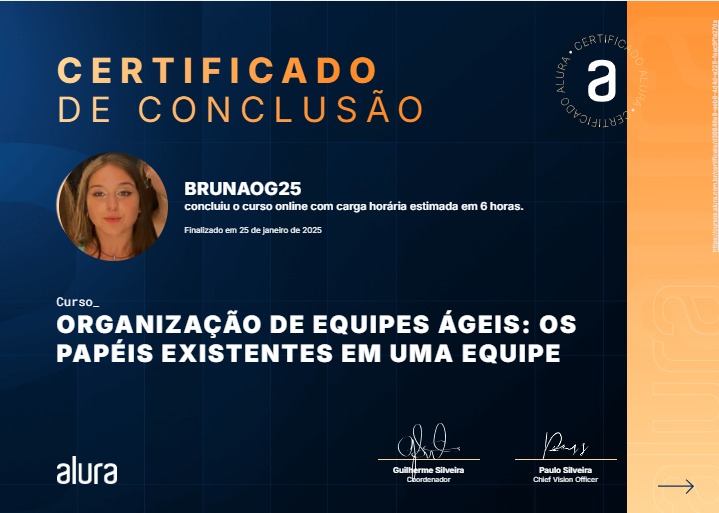 CERTIFICADO
DE CONCLUSÃO
CERTIFICADO ALURA • CERTIFICADO ALURA •
a
BRUNAOG25
concluiu o curso online com carga horária estimada em 6 horas.
Finalizado em 25 de janeiro de 2025
Curso_
ORGANIZAÇÃO DE EQUIPES ÁGEIS: OS
PAPÉIS EXISTENTES EM UMA EQUIPE
alura
Guilherme Silveira
Coordenador
Paulo Silveira
Chief Vision Officer
alura